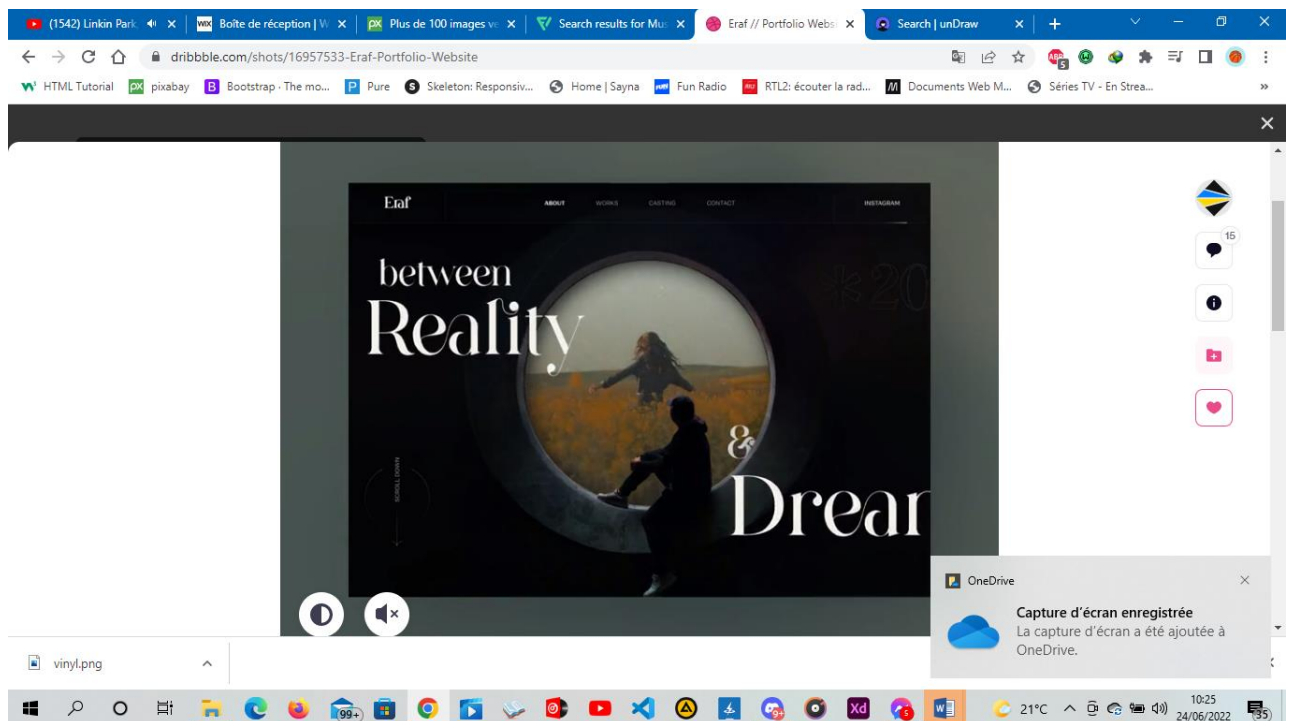 (1542) Linkin Park,
Boîte de réception | W
Plus de 100 images ve
Search results for Mus
Eraf // Portfolio Webs
Search | unDraw
dribbble.com/shots/16957533-Eraf-Portfolio-Website
HTML Tutorial
pixabay
Bootstrap · The mo...
Pure
Skeleton: Responsiv...
Home | Sayna
Fun Radio
RTL2: écouter la rad...
Documents Web M...
Séries TV - En Strea...
Eraf
ABOUT
WORKS
CASTING
CONTACT
INSTAGRAM
15
between
Reality
*20
&
Drear
SCROLL DOWN
OneDrive
Capture d'écran enregistrée
La capture d'écran a été ajoutée à
OneDrive.
vinyl.png
99+
Xd
21°C
10:25
24/06/2022
35